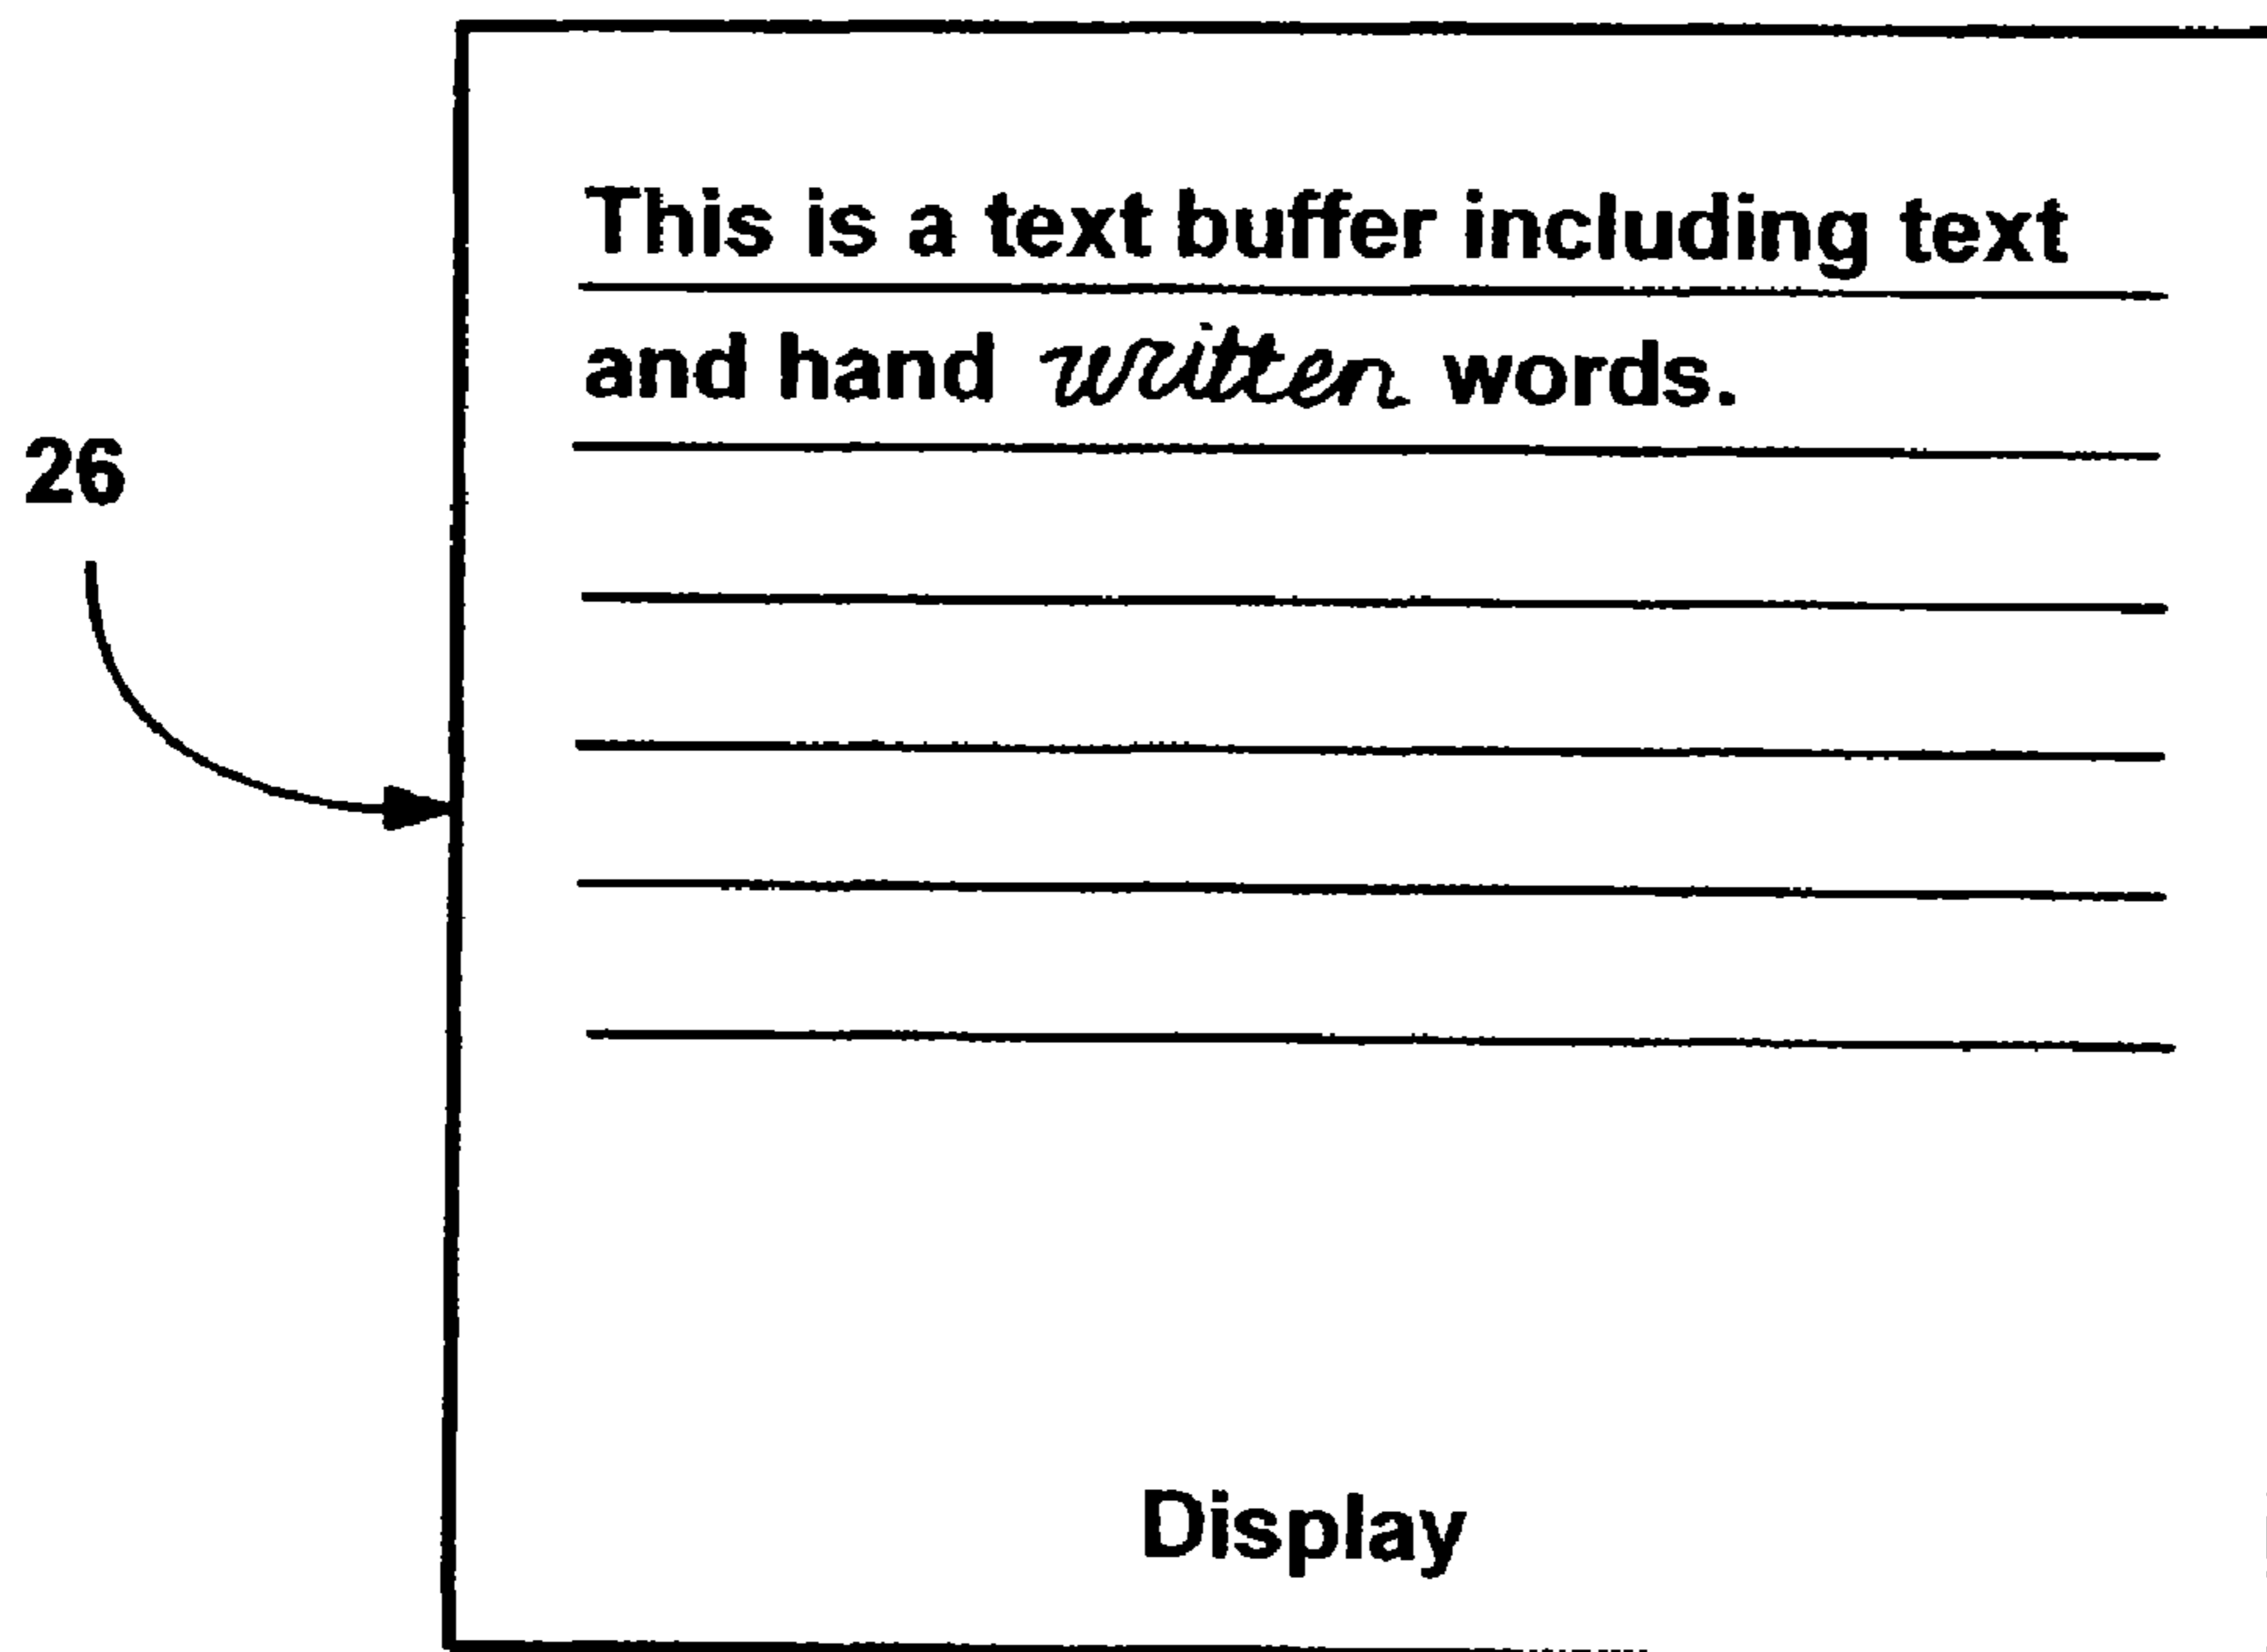 This is a text buffer including text
and hand written words.
26
Display